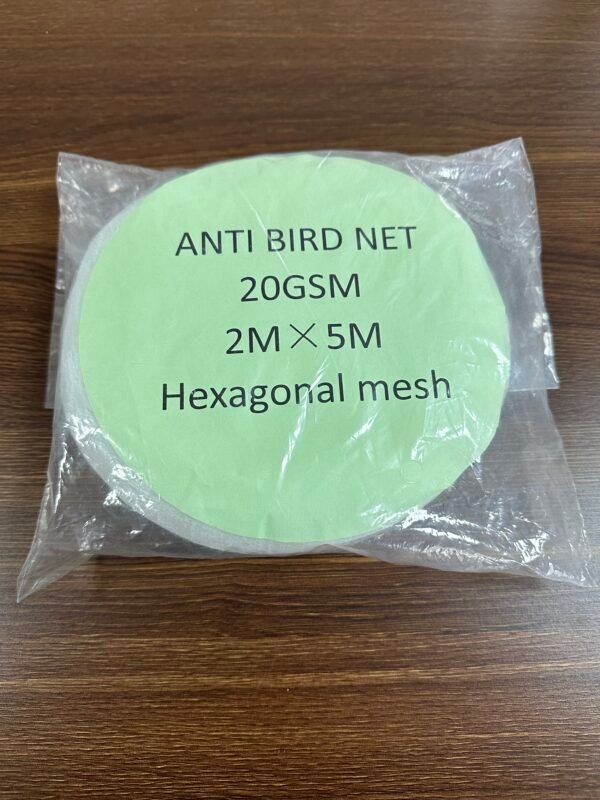 ANTI BIRD NET
20GSM
2M×5M
Hexagonal mesh